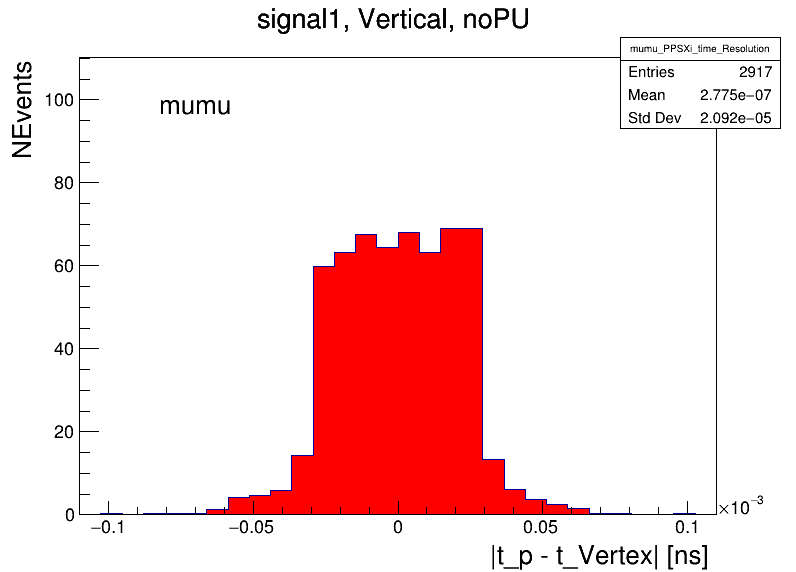 signal1, Vertical, noPU
mumu_PPSXi_time_Resolution
Entries 2917
Mean 2.775e−07
Std Dev 2.092e−05
NEvents
mumu
100
80
60
40
20
0
−0.1 −0.05 0 0.05 0.1
×10−3
|t_p - t_Vertex| [ns]